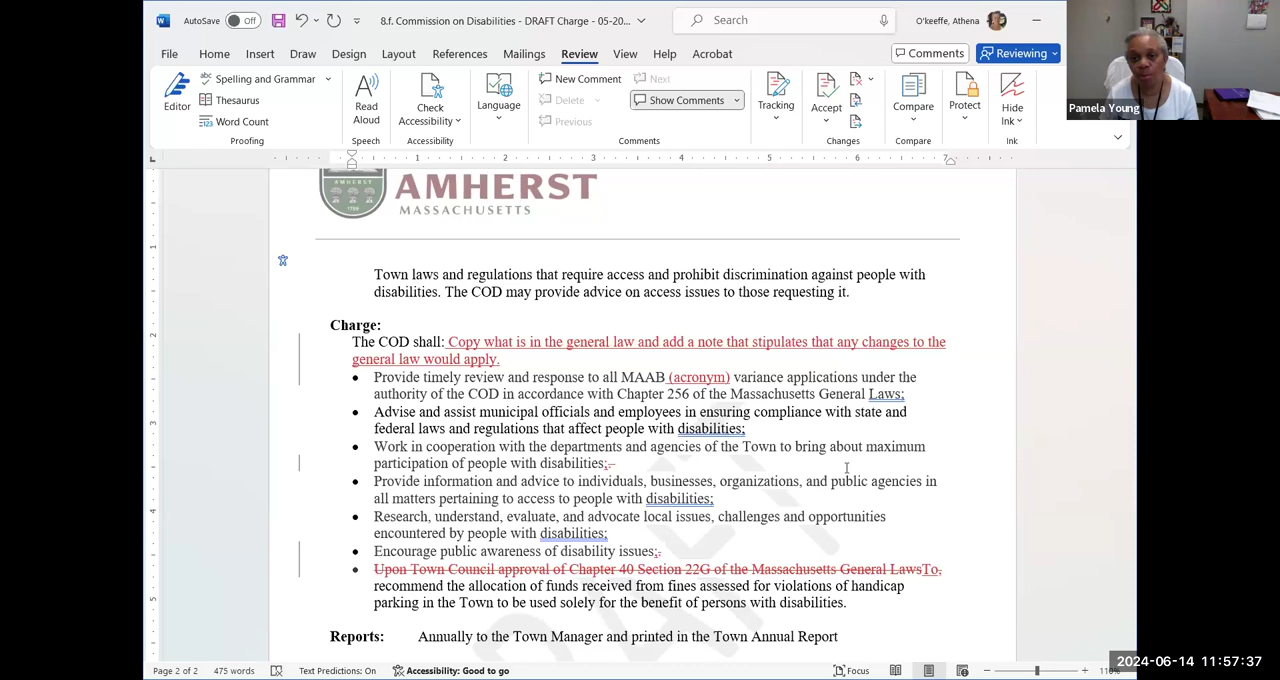 AutoSave Off 8.f. Commission on Disabilities - DRAFT Charge - 05-20... Search O'keeffe, Athena
File Home Insert Draw Design Layout References Mailings Review View Help Acrobat Comments Reviewing
Pamela Young
Editor
Spelling and Grammar
Thesaurus
Word Count
Proofing
Read Aloud
Speech
Check Accessibility
Accessibility
Language
New Comment
Delete
Previous
Next
Show Comments
Comments
Tracking
Accept
Changes
Compare
Compare
Protect
Hide Ink
Ink
1 2 3 4 5 6 7
AMHERST
AMHERST
1759
MASSACHUSETTS
Town laws and regulations that require access and prohibit discrimination against people with
disabilities. The COD may provide advice on access issues to those requesting it.
Charge:
The COD shall: Copy what is in the general law and add a note that stipulates that any changes to the
general law would apply.
• Provide timely review and response to all MAAB (acronym) variance applications under the
authority of the COD in accordance with Chapter 256 of the Massachusetts General Laws;
• Advise and assist municipal officials and employees in ensuring compliance with state and
federal laws and regulations that affect people with disabilities;
• Work in cooperation with the departments and agencies of the Town to bring about maximum
participation of people with disabilities;.
• Provide information and advice to individuals, businesses, organizations, and public agencies in
all matters pertaining to access to people with disabilities;
• Research, understand, evaluate, and advocate local issues, challenges and opportunities
encountered by people with disabilities;
• Encourage public awareness of disability issues;.
• Upon Town Council approval of Chapter 40 Section 22G of the Massachusetts General LawsTo,
recommend the allocation of funds received from fines assessed for violations of handicap
parking in the Town to be used solely for the benefit of persons with disabilities.
Reports: Annually to the Town Manager and printed in the Town Annual Report
DRAFT
Page 2 of 2 475 words Text Predictions: On Accessibility: Good to go Focus
2024-06-14 11:57:37